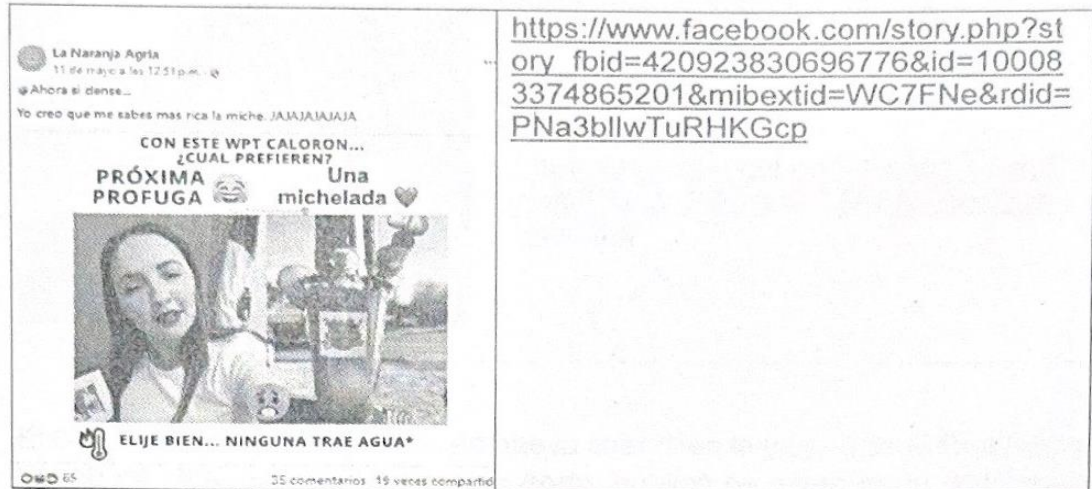 La Naranja Agria
11 de mayo a las 12:51 p.m.
Ahora si dense...
Yo creo que me sabes mas rica la miche. JAJAJAJAJAJA
CON ESTE WPT CALORON...
¿CUAL PREFIEREN?
PRÓXIMA
PROFUGA
Una
michelada
ELIJE BIEN... NINGUNA TRAE AGUA*
65
35 comentarios 19 veces compartid
https://www.facebook.com/story.php?st
ory_fbid=420923830696776&id=10008
3374865201&mibextid=WC7FNe&rdid=
PNa3bllwTuRHKGcp